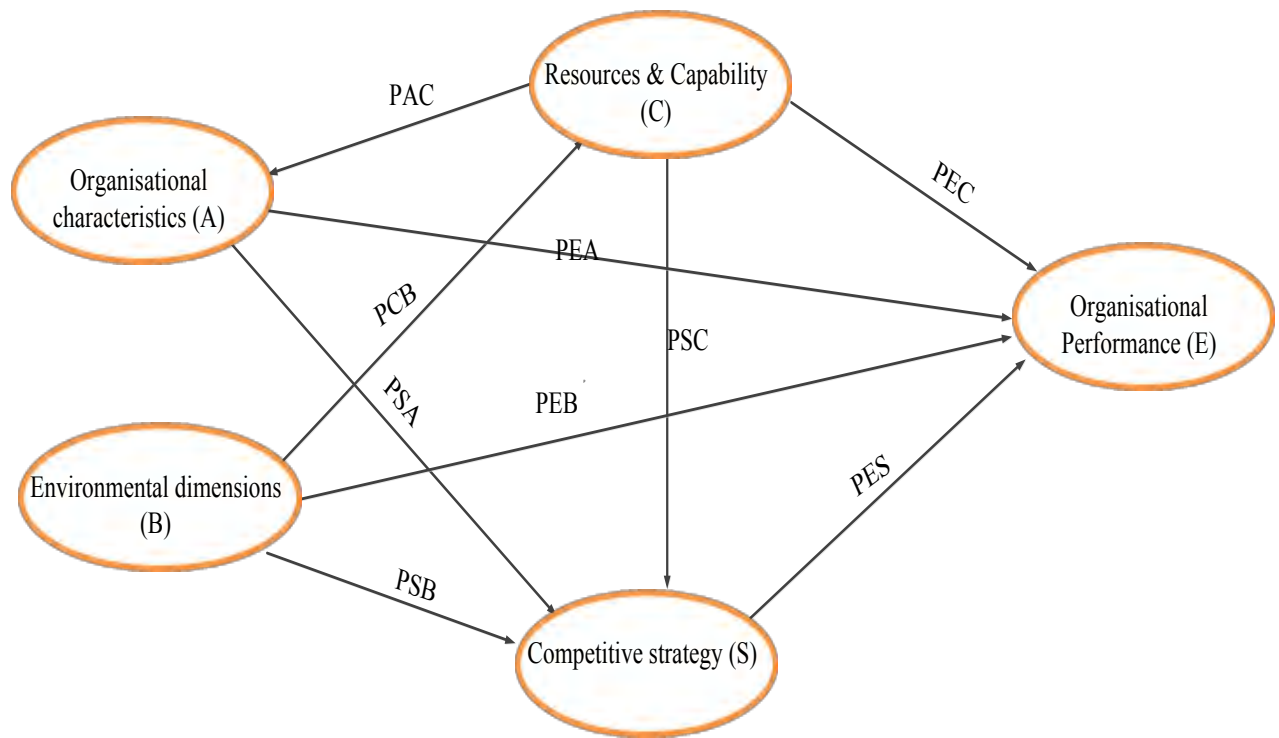 Resources & Capability
(C)
PAC
Organisational
characteristics (A)
PEC
PEA
Organisational
Performance (E)
PCB
PSC
PSA
PEB
Environmental dimensions
(B)
PES
PSB
Competitive strategy (S)